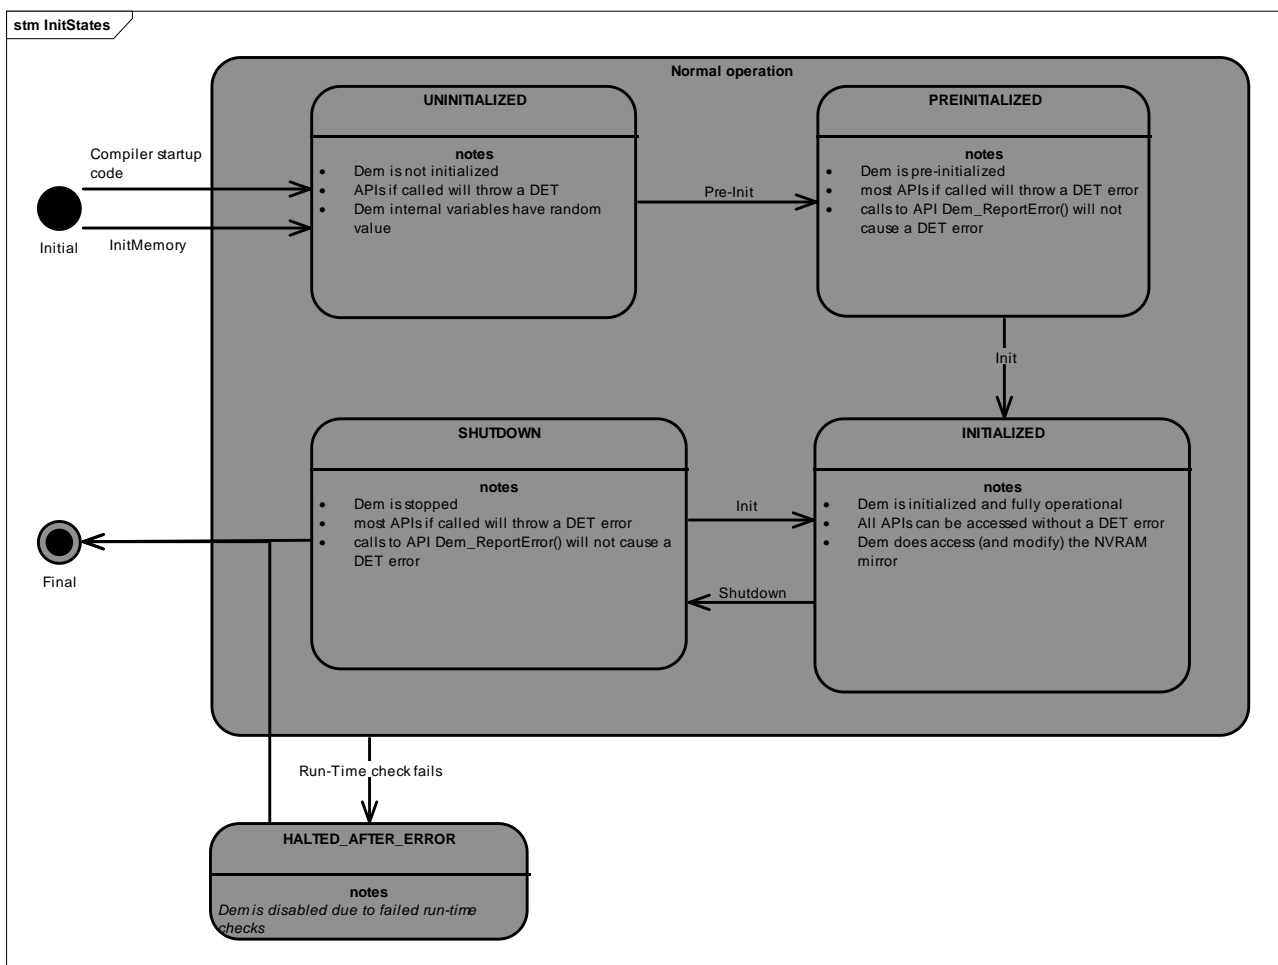 stm InitStates
Normal operation
UNINITIALIZED
notes
• Dem is not initialized
• APIs if called will throw a DET
• Dem internal variables have random
value
PREINITIALIZED
notes
• Dem is pre-initialized
• most APIs if called will throw a DET error
• calls to API Dem_ReportError() will not
cause a DET error
Compiler startup
code
Initial
InitMemory
Pre-Init
Init
SHUTDOWN
notes
• Dem is stopped
• most APIs if called will throw a DET error
• calls to API Dem_ReportError() will not cause a
DET error
INITIALIZED
notes
• Dem is initialized and fully operational
• All APIs can be accessed without a DET error
• Dem does access (and modify) the NVRAM
mirror
Init
Shutdown
Final
Run-Time check fails
HALTED_AFTER_ERROR
notes
Dem is disabled due to failed run-time
checks